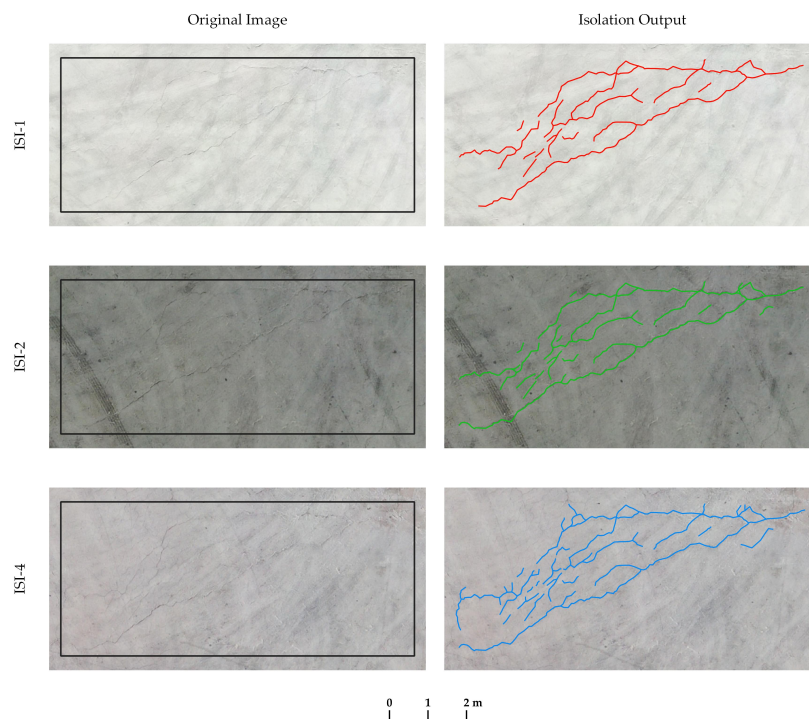 Original Image
Isolation Output
ISI-1
ISI-2
ISI-4
0 1 2 m